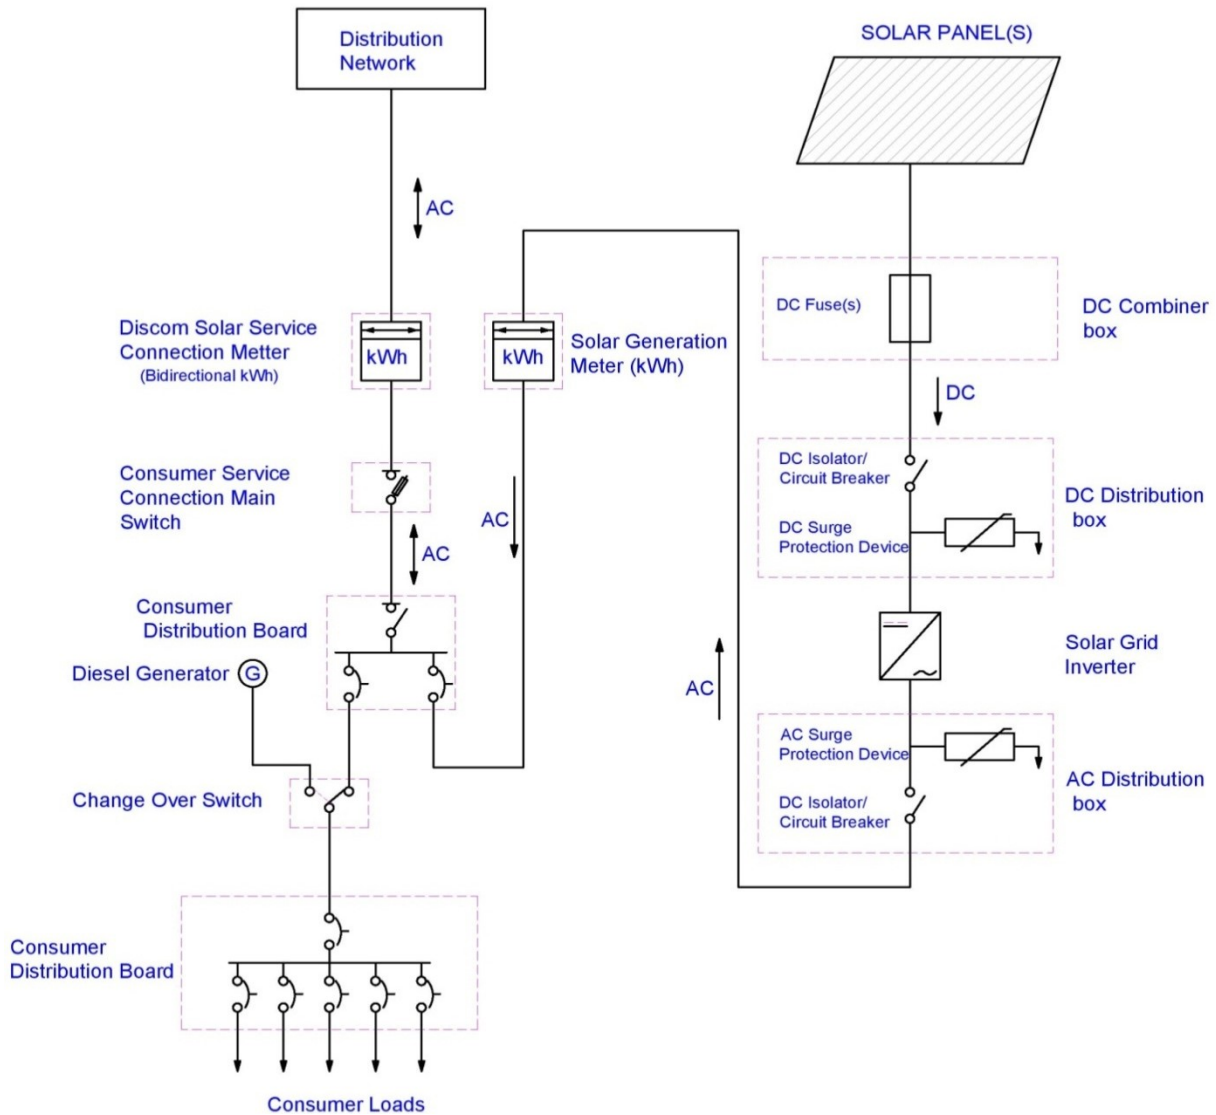 Distribution
Network
SOLAR PANEL(S)
AC
DC Fuse(s)
DC Combiner
box
Discom Solar Service
Connection Metter
(Bidirectional kWh)
kWh
kWh
Solar Generation
Meter (kWh)
DC
Consumer Service
Connection Main
Switch
DC Isolator/
Circuit Breaker
DC Distribution
box
AC
AC
DC Surge
Protection Device
Consumer
Distribution Board
Solar Grid
Inverter
Diesel Generator
G
AC
AC Surge
Protection Device
AC Distribution
box
Change Over Switch
DC Isolator/
Circuit Breaker
Consumer
Distribution Board
Consumer Loads